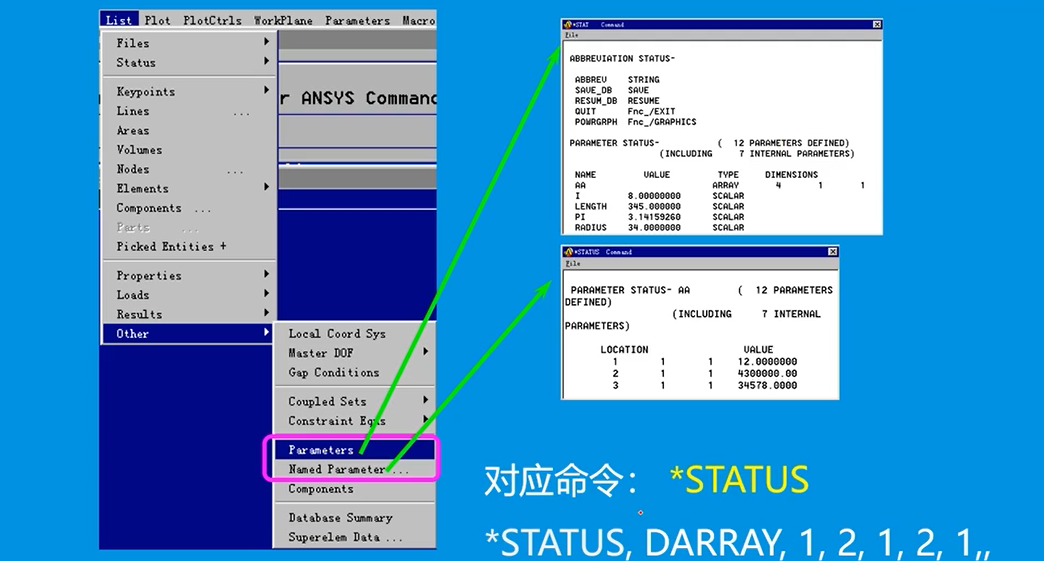 List Plot PlotCtrls WorkPlane Parameters Macro
Files
Status
Keypoints
Lines ...
Areas
Volumes
Nodes ...
Elements
Components ...
Parts ...
Picked Entities +
Properties
Loads
Results
Other
r ANSYS Command
Local Coord Sys
Master DOF
Gap Conditions
Coupled Sets
Constraint Eqns
Parameters
Named Parameter ...
Components
Database Summary
Superelem Data ...
*STAT Command
File
ABBREVIATION STATUS-
ABBREV STRING
SAVE_DB SAVE
RESUM_DB RESUME
QUIT Fnc_/EXIT
POWRGRPH Fnc_/GRAPHICS
PARAMETER STATUS- ( 12 PARAMETERS DEFINED)
(INCLUDING 7 INTERNAL PARAMETERS)
NAME VALUE TYPE DIMENSIONS
AA ARRAY 4 1 1
I 8.00000000 SCALAR
LENGTH 345.000000 SCALAR
PI 3.14159260 SCALAR
RADIUS 34.0000000 SCALAR
*STATUS Command
File
PARAMETER STATUS- AA ( 12 PARAMETERS
DEFINED)
(INCLUDING 7 INTERNAL
PARAMETERS)
LOCATION VALUE
1 1 1 12.0000000
2 1 1 4300000.00
3 1 1 34578.0000
对应命令： *STATUS
*STATUS, DARRAY, 1, 2, 1, 2, 1,,